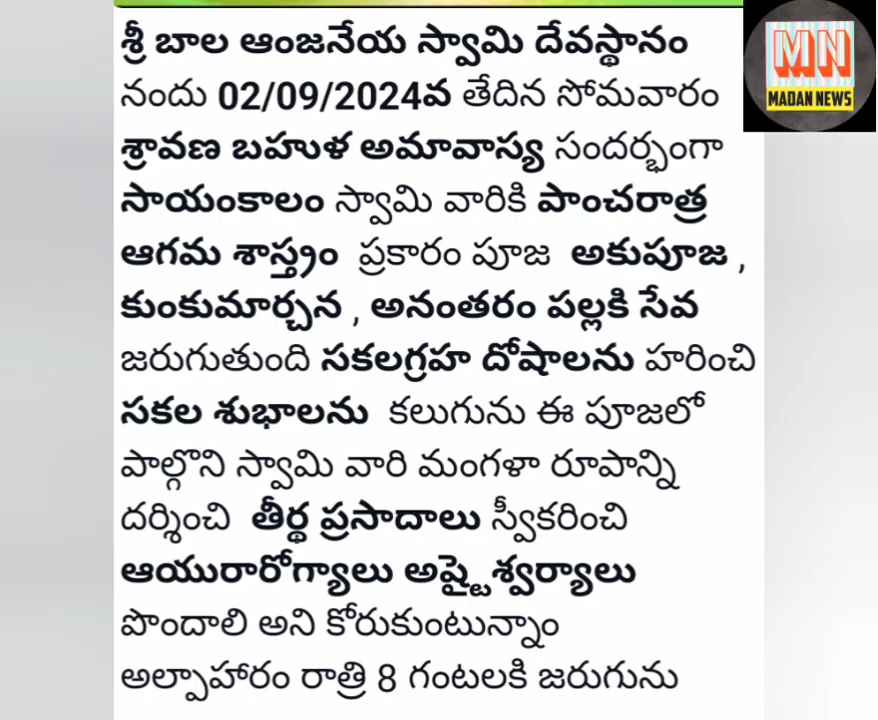 శ్రీ బాల ఆంజనేయ స్వామి దేవస్థానం
నందు 02/09/2024వ తేదిన సోమవారం
శ్రావణ బహుళ అమావాస్య సందర్భంగా
సాయంకాలం స్వామి వారికి పాంచరాత్ర
ఆగమ శాస్త్రం ప్రకారం పూజ అకుపూజ ,
కుంకుమార్చన , అనంతరం పల్లకి సేవ
జరుగుతుంది సకలగ్రహ దోషాలను హరించి
సకల శుభాలను కలుగును ఈ పూజలో
పాల్గొని స్వామి వారి మంగళా రూపాన్ని
దర్శించి తీర్థ ప్రసాదాలు స్వీకరించి
ఆయురారోగ్యాలు అష్టైశ్వర్యాలు
పొందాలి అని కోరుకుంటున్నాం
అల్పాహారం రాత్రి 8 గంటలకి జరుగును
MN
MADAN NEWS